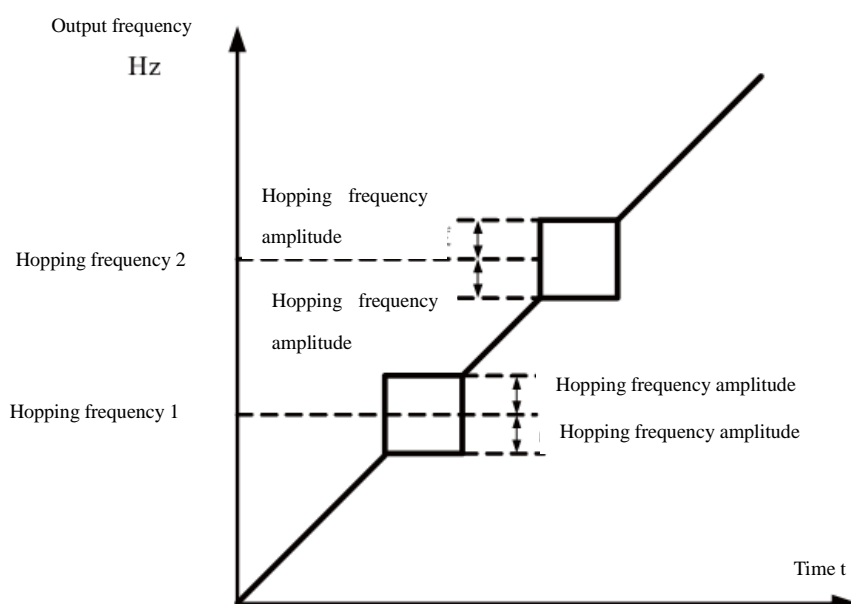 Output frequency
Hz
Hopping frequency
amplitude
Hopping frequency 2
Hopping frequency
amplitude
Hopping frequency amplitude
Hopping frequency 1
Hopping frequency amplitude
Time t